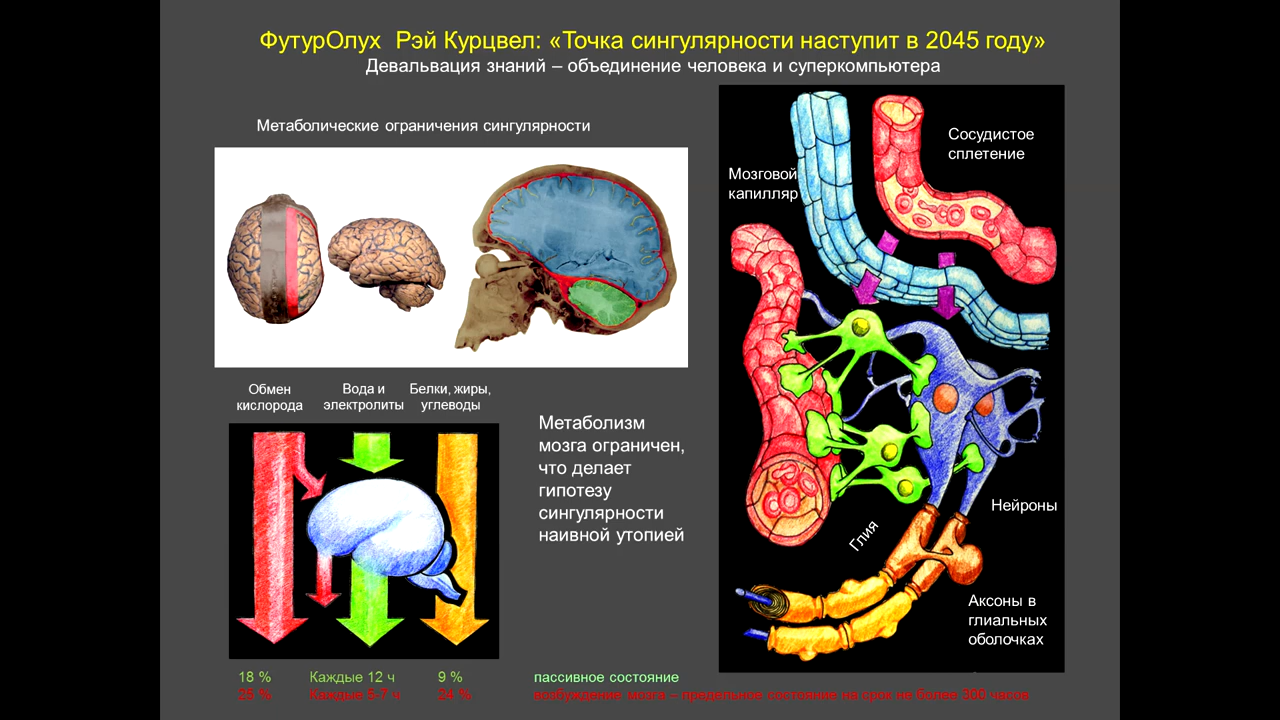 ФутурОлух Рэй Курцвел: «Точка сингулярности наступит в 2045 году»
Девальвация знаний – объединение человека и суперкомпьютера
Метаболические ограничения сингулярности
Обмен
кислорода
Вода и
электролиты
Белки, жиры,
углеводы
Метаболизм
мозга ограничен,
что делает
гипотезу
сингулярности
наивной утопией
Мозговой
капилляр
Сосудистое
сплетение
Нейроны
Глия
Аксоны в
глиальных
оболочках
18 % Каждые 12 ч 9 % пассивное состояние
25 % Каждые 5-7 ч 24 % возбуждение мозга – предельное состояние на срок не более 300 часов